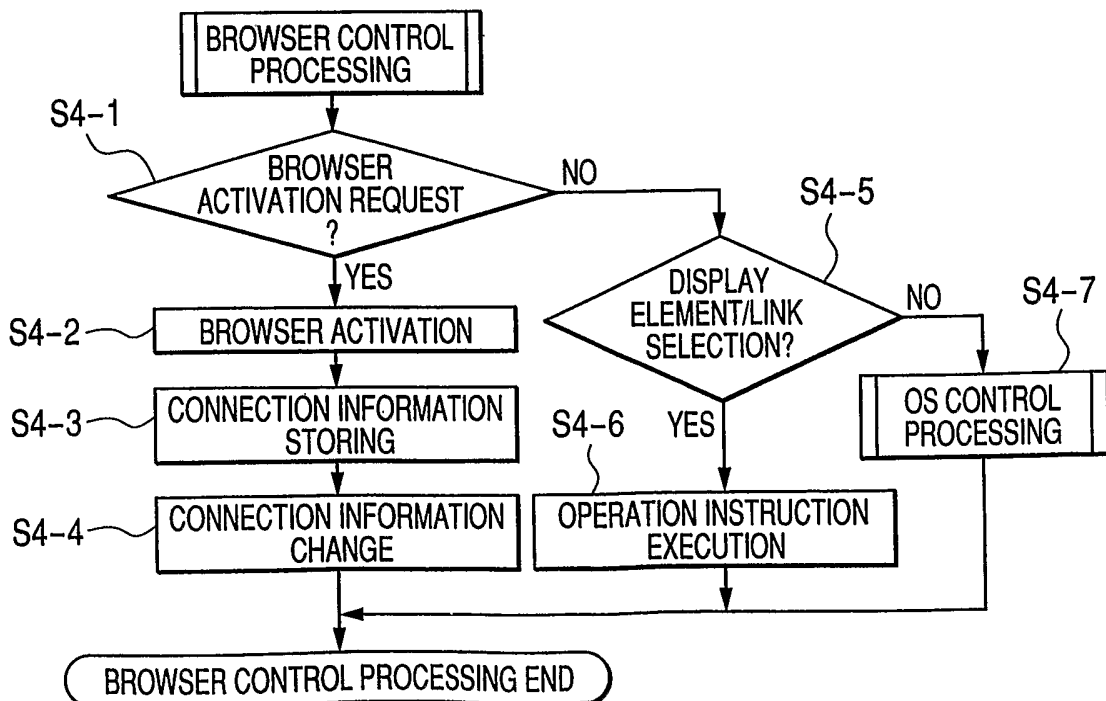 BROWSER CONTROL
PROCESSING
S4-1
BROWSER
ACTIVATION REQUEST
?
NO
YES
S4-2
BROWSER ACTIVATION
S4-3
CONNECTION INFORMATION
STORING
S4-4
CONNECTION INFORMATION
CHANGE
S4-5
DISPLAY
ELEMENT/LINK
SELECTION?
NO
YES
S4-6
OPERATION INSTRUCTION
EXECUTION
S4-7
OS CONTROL
PROCESSING
BROWSER CONTROL PROCESSING END